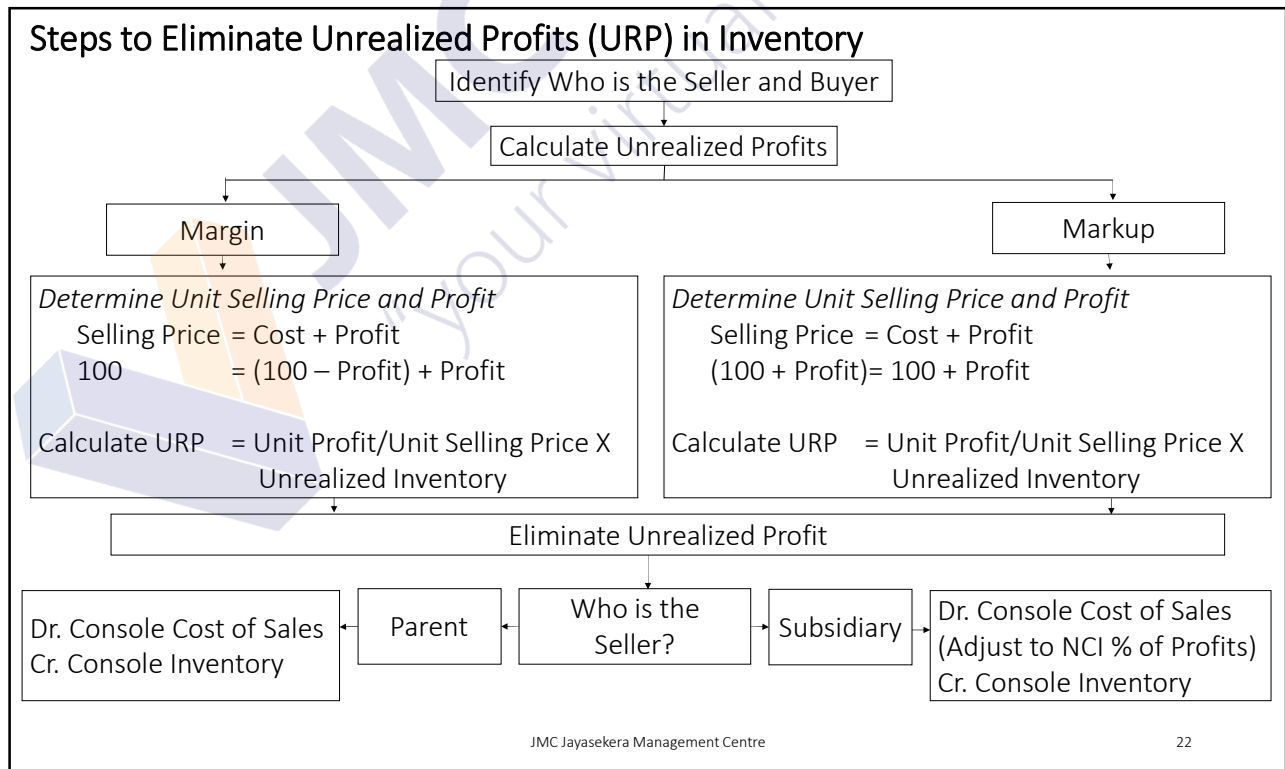 Steps to Eliminate Unrealized Profits (URP) in Inventory
Identify Who is the Seller and Buyer
Calculate Unrealized Profits
Margin
Markup
Determine Unit Selling Price and Profit
Selling Price = Cost + Profit
100 = (100 – Profit) + Profit
Calculate URP = Unit Profit/Unit Selling Price X
Unrealized Inventory
Determine Unit Selling Price and Profit
Selling Price = Cost + Profit
(100 + Profit)= 100 + Profit
Calculate URP = Unit Profit/Unit Selling Price X
Unrealized Inventory
Eliminate Unrealized Profit
Dr. Console Cost of Sales
Cr. Console Inventory
Parent
Who is the
Seller?
Subsidiary
Dr. Console Cost of Sales
(Adjust to NCI % of Profits)
Cr. Console Inventory
JMC Jayasekera Management Centre
22
JMC
"your virtual